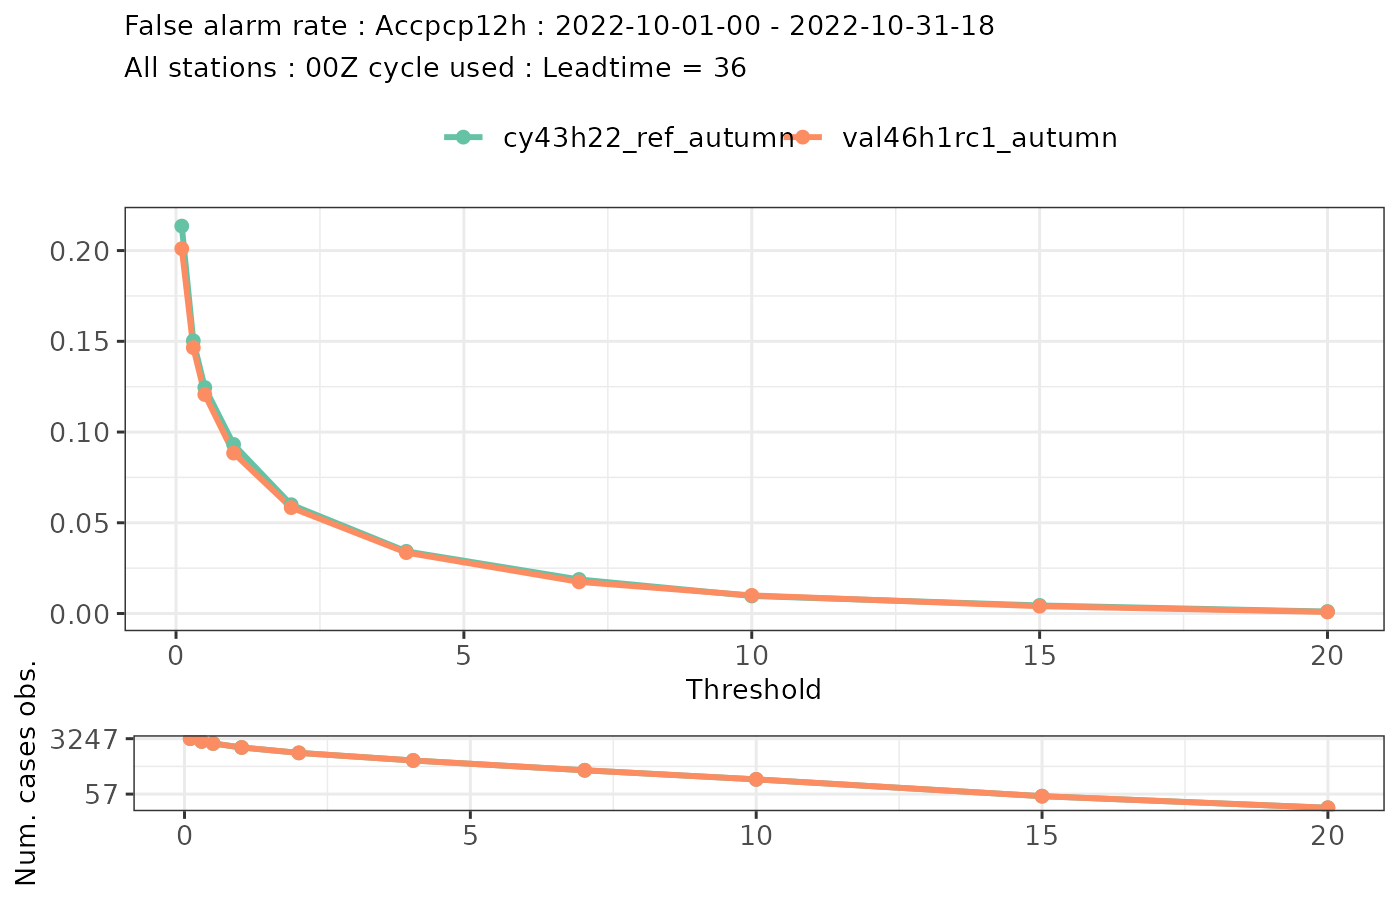 False alarm rate : Accpcp12h : 2022-10-01-00 - 2022-10-31-18
All stations : 00Z cycle used : Leadtime = 36
cy43h22_ref_autumn val46h1rc1_autumn
0.20
0.15
0.10
0.05
0.00
0 5 10 15 20
Threshold
Num. cases obs.
3247
57
0 5 10 15 20